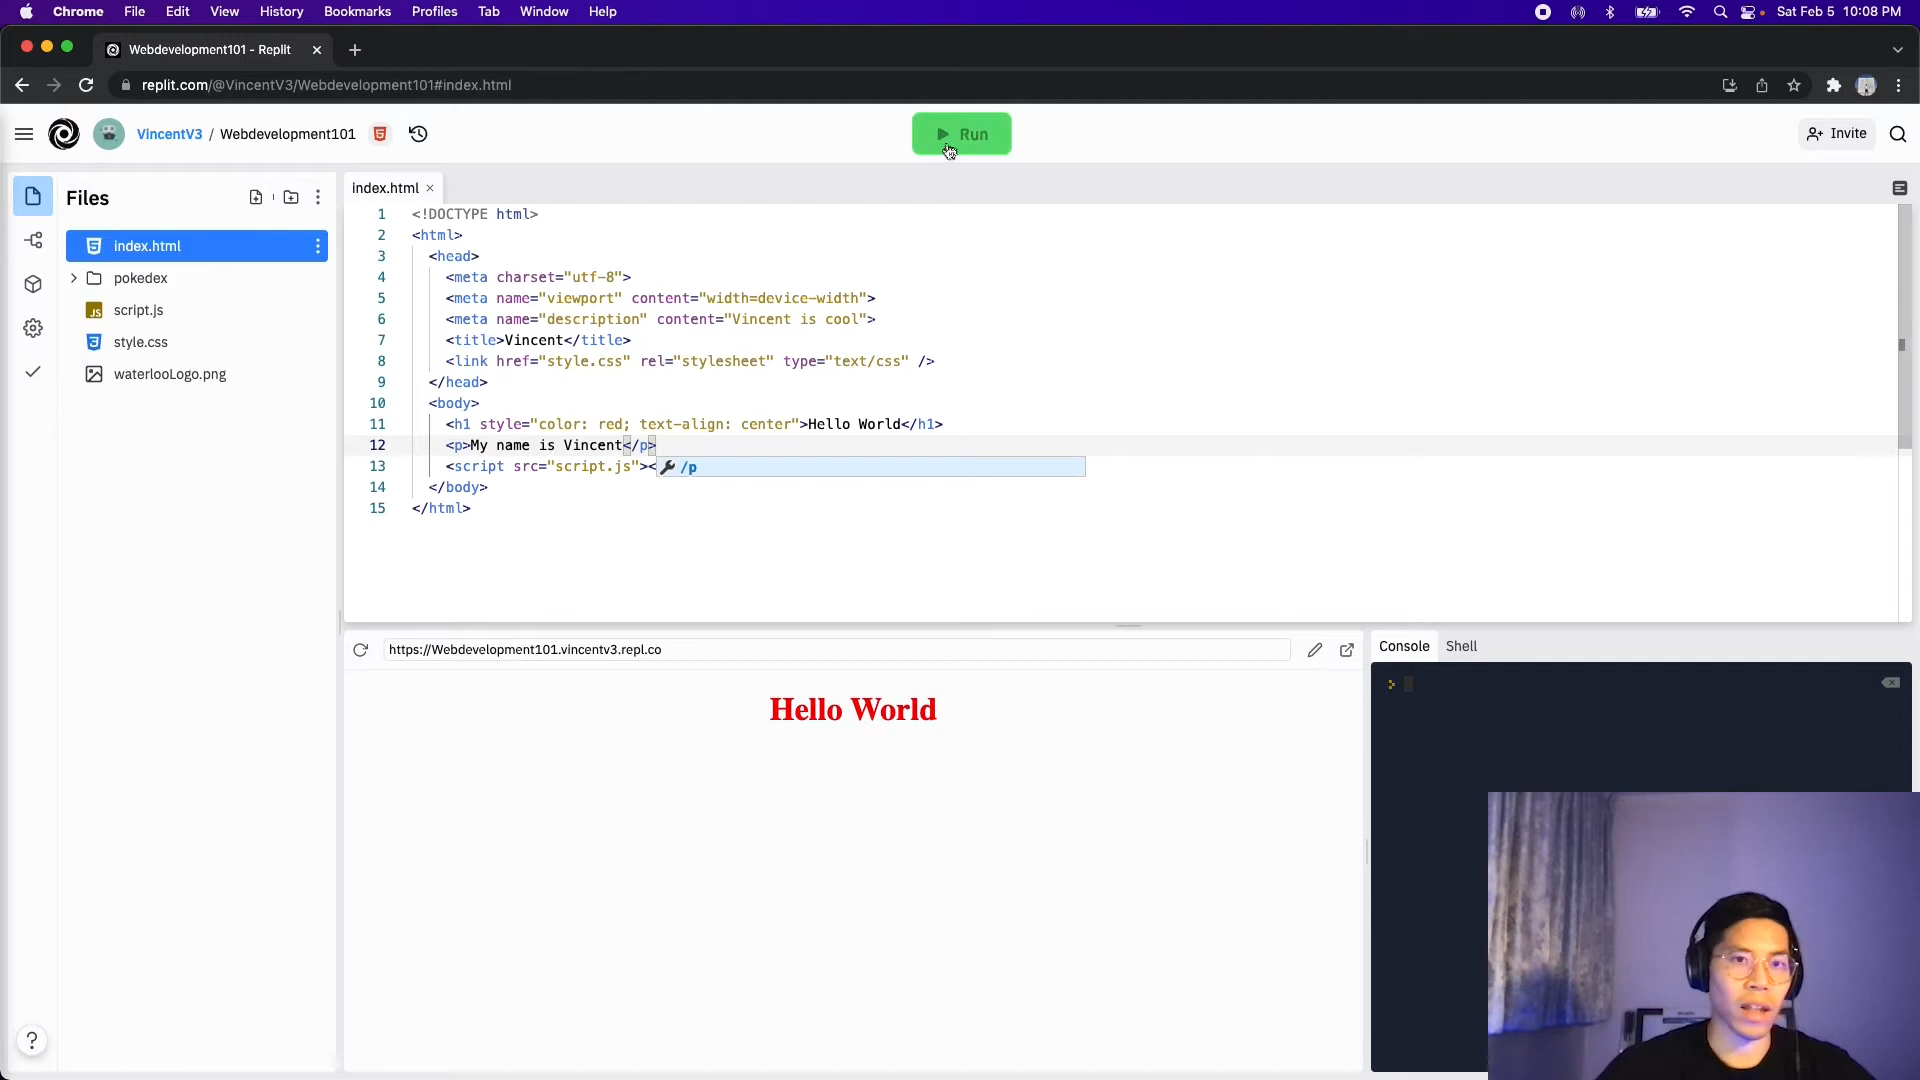 Chrome File Edit View History Bookmarks Profiles Tab Window Help Sat Feb 5 10:08 PM
Webdevelopment101 - Replit
replit.com/@VincentV3/Webdevelopment101#index.html
VincentV3 / Webdevelopment101 Run Invite
Files
index.html
pokedex
script.js
style.css
waterlooLogo.png
index.html
1 <!DOCTYPE html>
2 <html>
3 <head>
4 <meta charset="utf-8">
5 <meta name="viewport" content="width=device-width">
6 <meta name="description" content="Vincent is cool">
7 <title>Vincent</title>
8 <link href="style.css" rel="stylesheet" type="text/css" />
9 </head>
10 <body>
11 <h1 style="color: red; text-align: center">Hello World</h1>
12 <p>My name is Vincent</p>
13 <script src="script.js">< /p
14 </body>
15 </html>
https://Webdevelopment101.vincentv3.repl.co
Hello World
Console Shell